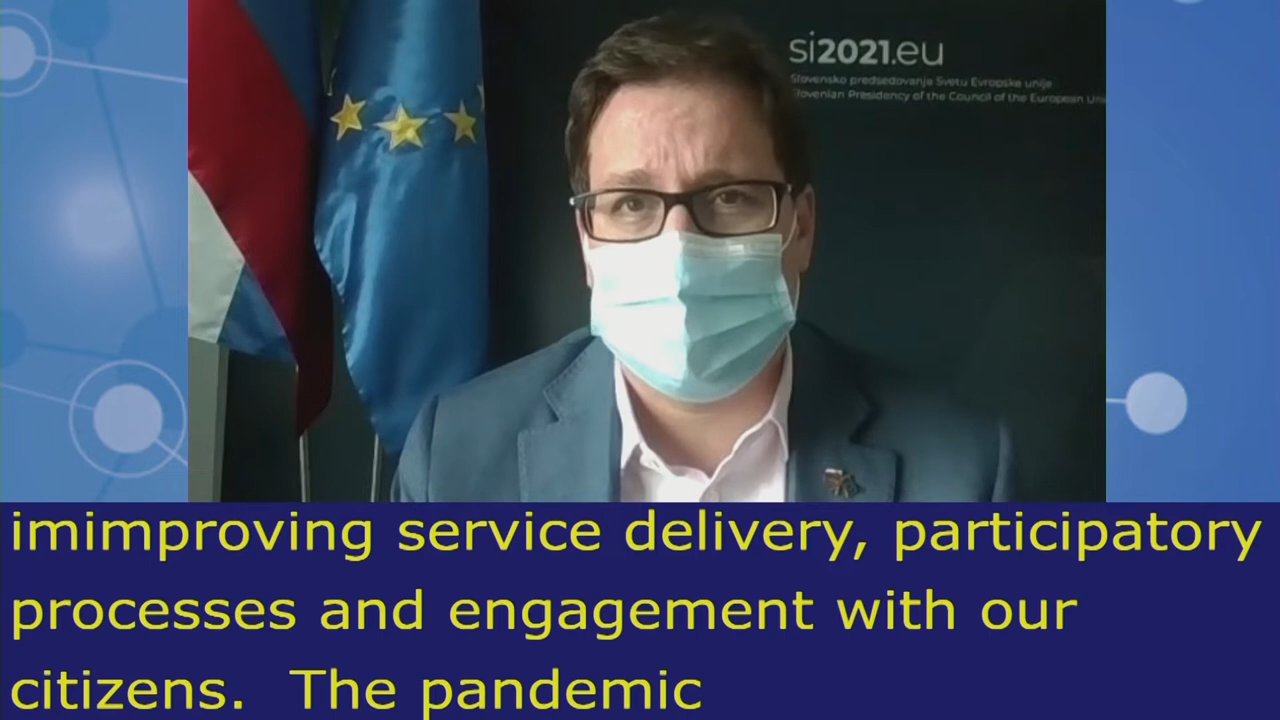 si2021.eu
Slovensko predsedovanje Svetu Evropske unije
Slovenian Presidency of the Council of the European Uni
imimproving service delivery, participatory
processes and engagement with our
citizens.  The pandemic